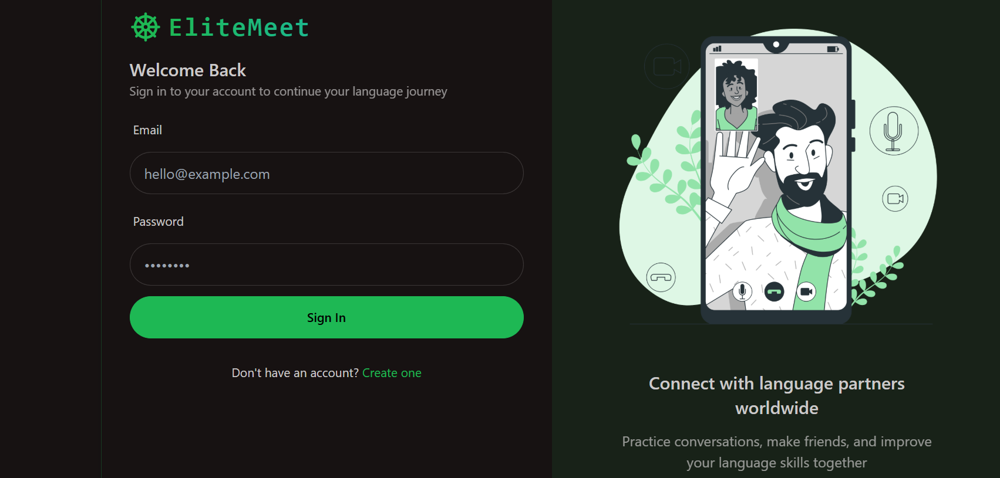 EliteMeet
Welcome Back
Sign in to your account to continue your language journey
Email
hello@example.com
Password
••••••••
Sign In
Don't have an account? Create one
Connect with language partners
worldwide
Practice conversations, make friends, and improve
your language skills together